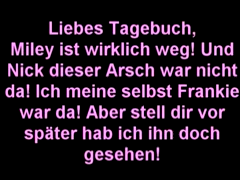 Liebes Tagebuch,
Miley ist wirklich weg! Und
Nick dieser Arsch war nicht
da! Ich meine selbst Frankie
war da! Aber stell dir vor
später hab ich ihn doch
gesehen!